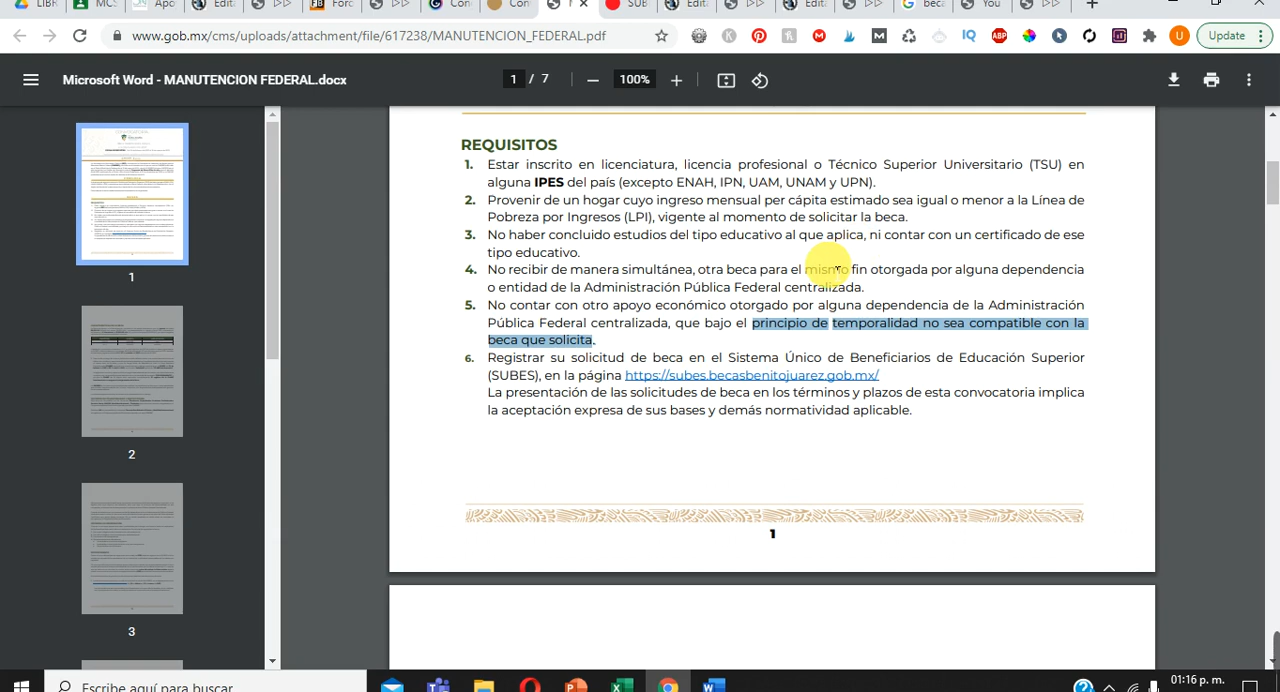 www.gob.mx/cms/uploads/attachment/file/617238/MANUTENCION_FEDERAL.pdf
Update
Microsoft Word - MANUTENCION FEDERAL.docx
1 / 7
100%
REQUISITOS
1. Estar inscrito en licenciatura, licencia profesional o Técnico Superior Universitario (TSU) en
alguna IPES del país (excepto ENAH, IPN, UAM, UNAM y UPN).
2. Provenir de un hogar cuyo ingreso mensual per cápita estimado sea igual o menor a la Línea de
Pobreza por Ingresos (LPI), vigente al momento de solicitar la beca.
3. No haber concluido estudios del tipo educativo al que aplica, ni contar con un certificado de ese
tipo educativo.
4. No recibir de manera simultánea, otra beca para el mismo fin otorgada por alguna dependencia
o entidad de la Administración Pública Federal centralizada.
5. No contar con otro apoyo económico otorgado por alguna dependencia de la Administración
Pública Federal centralizada, que bajo el principio de temporalidad no sea compatible con la
beca que solicita.
6. Registrar su solicitud de beca en el Sistema Único de Beneficiarios de Educación Superior
(SUBES), en la página https://subes.becasbenitojuarez.gob.mx/
La presentación de las solicitudes de beca en los términos y plazos de esta convocatoria implica
la aceptación expresa de sus bases y demás normatividad aplicable.
1
1
2
3
Escribe aquí para buscar
01:16 p. m.